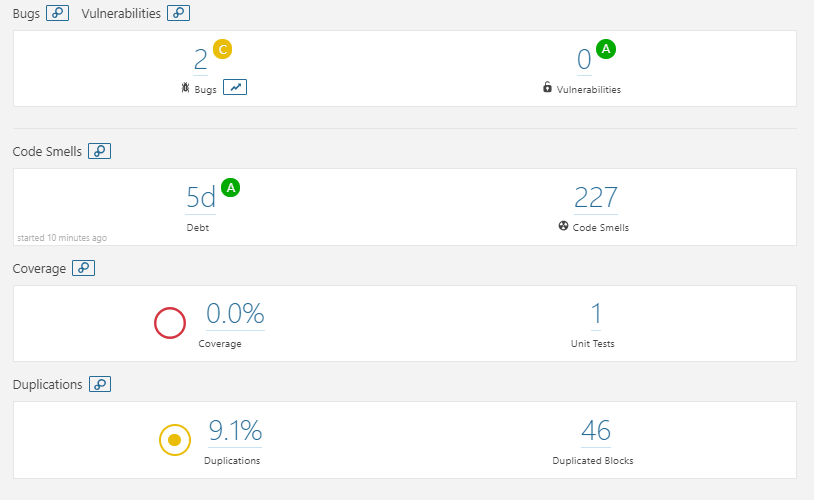 Bugs Vulnerabilities
2 C 0 A
Bugs Vulnerabilities
Code Smells
5d A 227
Debt Code Smells
started 10 minutes ago
Coverage
0.0% 1
Coverage Unit Tests
Duplications
9.1% 46
Duplications Duplicated Blocks